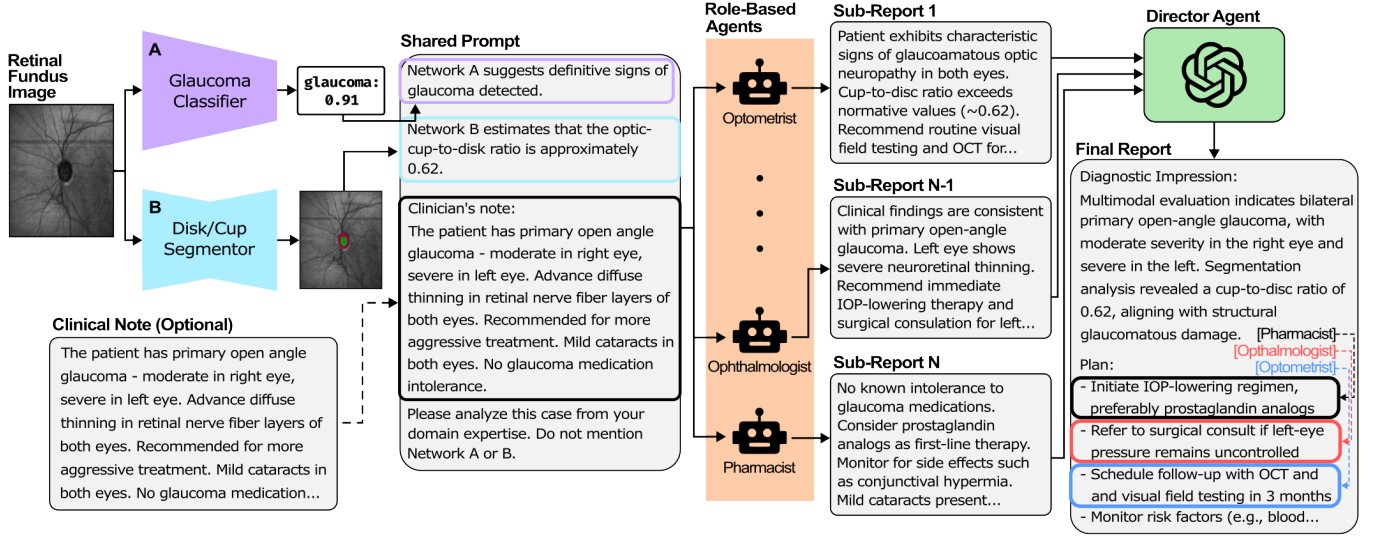 Retinal
Fundus
Image
A
Glaucoma
Classifier
glaucoma:
0.91
B
Disk/Cup
Segmentor
Clinical Note (Optional)
The patient has primary open angle
glaucoma - moderate in right eye,
severe in left eye. Advance diffuse
thinning in retinal nerve fiber layers of
both eyes. Recommended for more
aggressive treatment. Mild cataracts in
both eyes. No glaucoma medication...
Shared Prompt
Network A suggests definitive signs of
glaucoma detected.
Network B estimates that the optic-
cup-to-disk ratio is approximately
0.62.
Clinician's note:
The patient has primary open angle
glaucoma - moderate in right eye,
severe in left eye. Advance diffuse
thinning in retinal nerve fiber layers of
both eyes. Recommended for more
aggressive treatment. Mild cataracts in
both eyes. No glaucoma medication
intolerance.
Please analyze this case from your
domain expertise. Do not mention
Network A or B.
Role-Based
Agents
Optometrist
Ophthalmologist
Pharmacist
Sub-Report 1
Patient exhibits characteristic
signs of glaucoamatous optic
neuropathy in both eyes.
Cup-to-disc ratio exceeds
normative values (~0.62).
Recommend routine visual
field testing and OCT for...
Sub-Report N-1
Clinical findings are consistent
with primary open-angle
glaucoma. Left eye shows
severe neuroretinal thinning.
Recommend immediate
IOP-lowering therapy and
surgical consulation for left...
Sub-Report N
No known intolerance to
glaucoma medications.
Consider prostaglandin
analogs as first-line therapy.
Monitor for side effects such
as conjunctival hypermia.
Mild cataracts present...
Director Agent
Final Report
Diagnostic Impression:
Multimodal evaluation indicates bilateral
primary open-angle glaucoma, with
moderate severity in the right eye and
severe in the left. Segmentation
analysis revealed a cup-to-disc ratio of
0.62, aligning with structural
glaucomatous damage.
[Pharmacist]
[Opthalmologist]
[Optometrist]
Plan:
- Initiate IOP-lowering regimen,
preferably prostaglandin analogs
- Refer to surgical consult if left-eye
pressure remains uncontrolled
- Schedule follow-up with OCT and
and visual field testing in 3 months
- Monitor risk factors (e.g., blood...